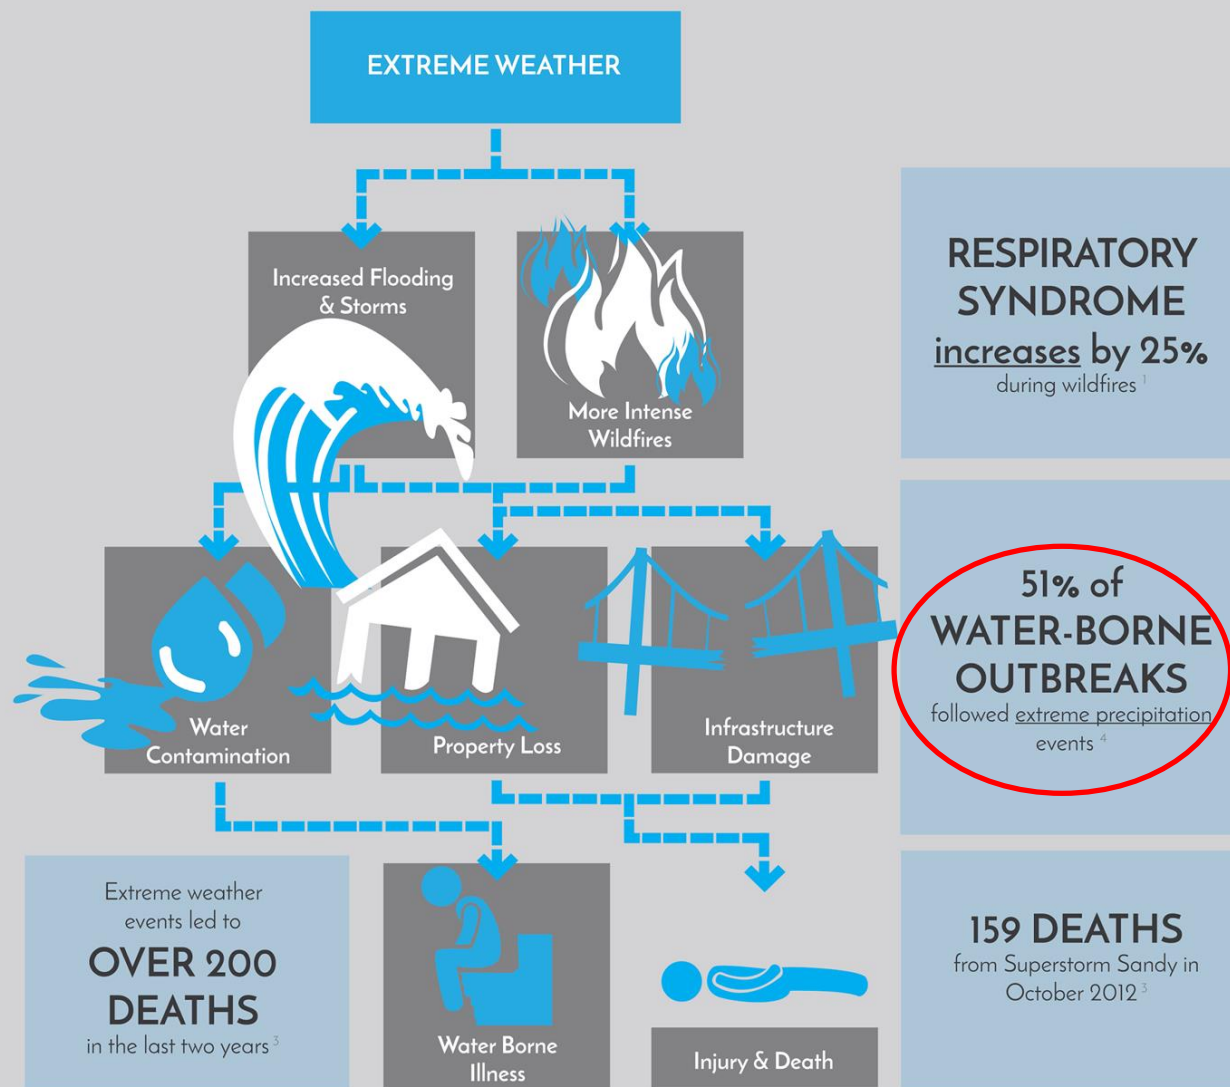 EXTREME WEATHER
Increased Flooding
& Storms
More Intense
Wildfires
RESPIRATORY
SYNDROME
increases by 25%
during wildfires 1
Water
Contamination
Property Loss
Infrastructure
Damage
51% of
WATER-BORNE
OUTBREAKS
followed extreme precipitation
events 4
Extreme weather
events led to
OVER 200
DEATHS
in the last two years 3
Water Borne
Illness
Injury & Death
159 DEATHS
from Superstorm Sandy in
October 2012 3